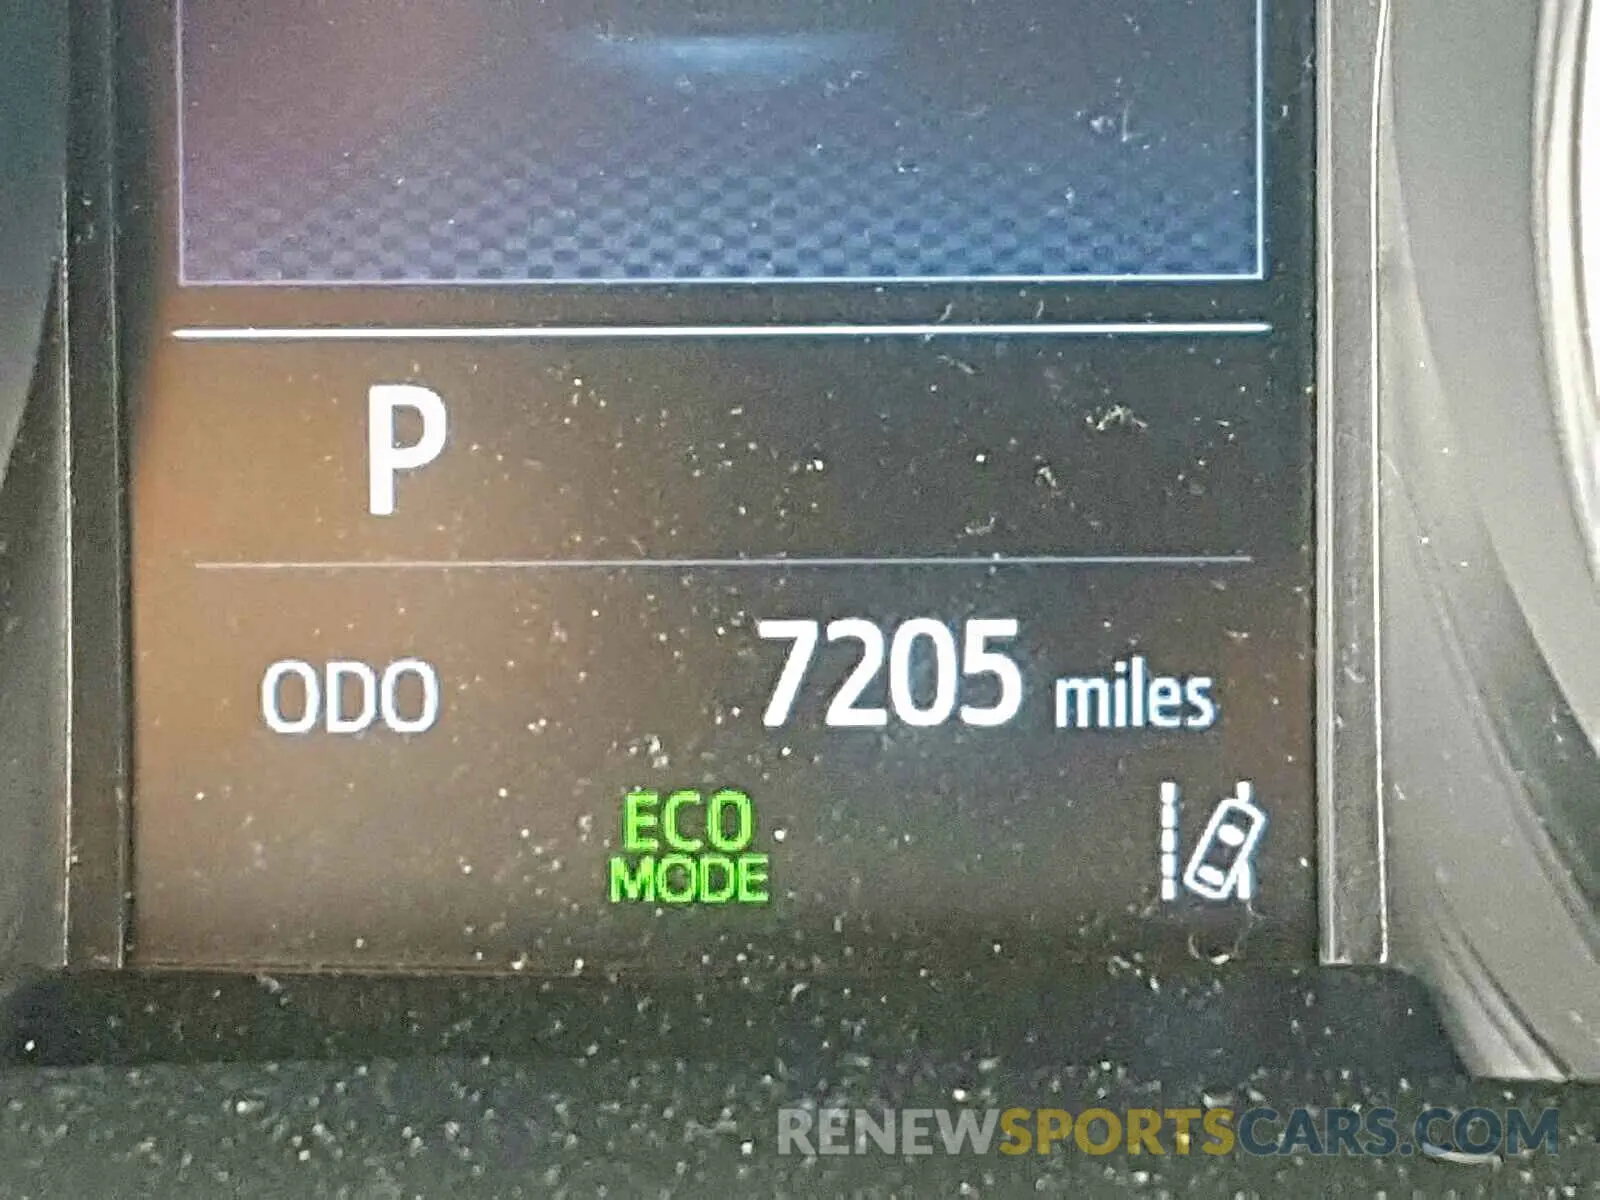 P
ODO 7205 miles
ECO
MODE
RENEWSPORTSCARS.COM